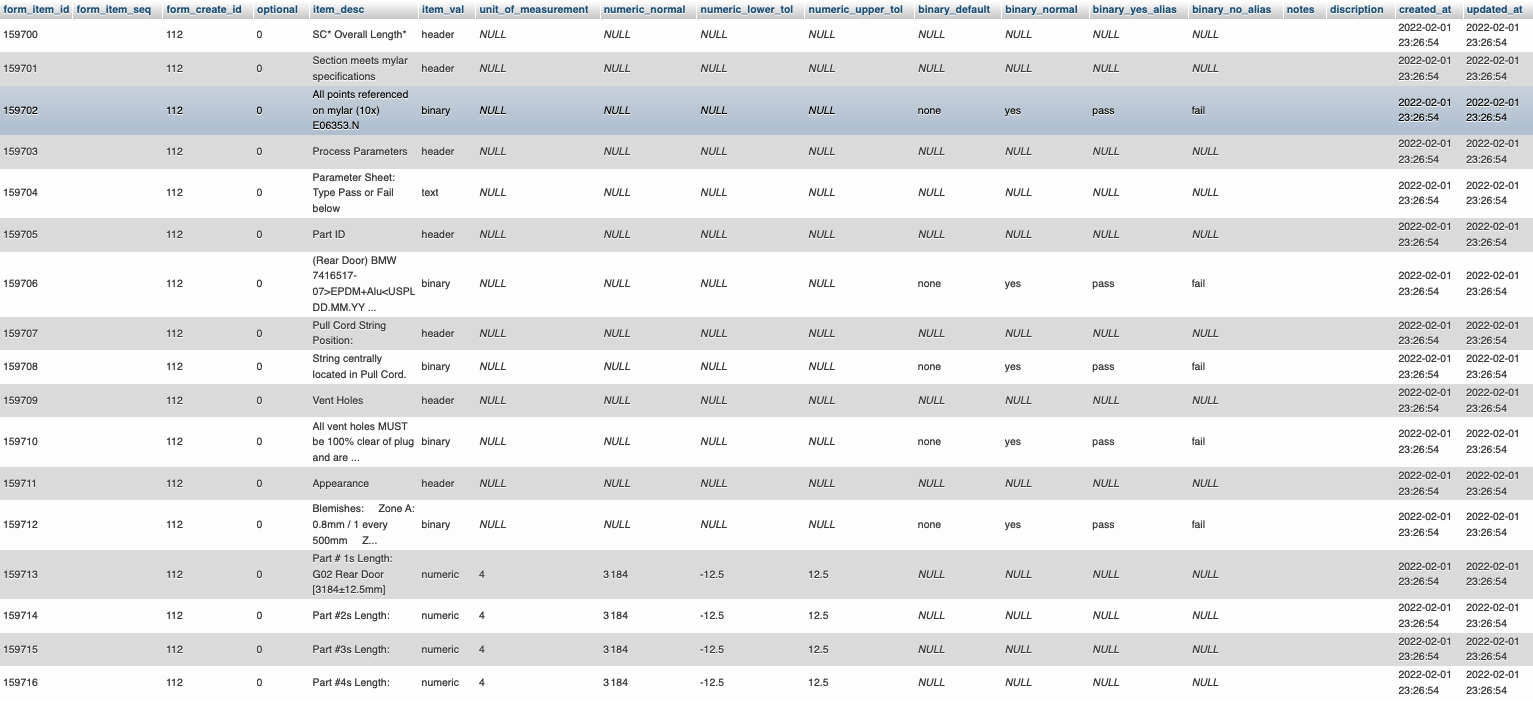 form_item_id form_item_seq form_create_id optional item_desc item_val unit_of_measurement numeric_normal numeric_lower_tol numeric_upper_tol binary_default binary_normal binary_yes_alias binary_no_alias notes discription created_at updated_at
159700 112 0 SC* Overall Length* header NULL NULL NULL NULL NULL NULL NULL NULL 2022-02-01 23:26:54 2022-02-01 23:26:54
159701 112 0 Section meets mylar specifications header NULL NULL NULL NULL NULL NULL NULL NULL 2022-02-01 23:26:54 2022-02-01 23:26:54
159702 112 0 All points referenced on mylar (10x) E06353.N binary NULL NULL NULL NULL none yes pass fail 2022-02-01 23:26:54 2022-02-01 23:26:54
159703 112 0 Process Parameters header NULL NULL NULL NULL NULL NULL NULL NULL 2022-02-01 23:26:54 2022-02-01 23:26:54
159704 112 0 Parameter Sheet: Type Pass or Fail below text NULL NULL NULL NULL NULL NULL NULL NULL 2022-02-01 23:26:54 2022-02-01 23:26:54
159705 112 0 Part ID header NULL NULL NULL NULL NULL NULL NULL NULL 2022-02-01 23:26:54 2022-02-01 23:26:54
159706 112 0 (Rear Door) BMW 7416517-07>EPDM+Alu<USPL DD.MM.YY ... binary NULL NULL NULL NULL none yes pass fail 2022-02-01 23:26:54 2022-02-01 23:26:54
159707 112 0 Pull Cord String Position: header NULL NULL NULL NULL NULL NULL NULL NULL 2022-02-01 23:26:54 2022-02-01 23:26:54
159708 112 0 String centrally located in Pull Cord. binary NULL NULL NULL NULL none yes pass fail 2022-02-01 23:26:54 2022-02-01 23:26:54
159709 112 0 Vent Holes header NULL NULL NULL NULL NULL NULL NULL NULL 2022-02-01 23:26:54 2022-02-01 23:26:54
159710 112 0 All vent holes MUST be 100% clear of plug and are ... binary NULL NULL NULL NULL none yes pass fail 2022-02-01 23:26:54 2022-02-01 23:26:54
159711 112 0 Appearance header NULL NULL NULL NULL NULL NULL NULL NULL 2022-02-01 23:26:54 2022-02-01 23:26:54
159712 112 0 Blemishes: Zone A: 0.8mm / 1 every 500mm Z... binary NULL NULL NULL NULL none yes pass fail 2022-02-01 23:26:54 2022-02-01 23:26:54
159713 112 0 Part # 1s Length: G02 Rear Door [3184±12.5mm] numeric 4 3184 -12.5 12.5 NULL NULL NULL NULL 2022-02-01 23:26:54 2022-02-01 23:26:54
159714 112 0 Part #2s Length: numeric 4 3184 -12.5 12.5 NULL NULL NULL NULL 2022-02-01 23:26:54 2022-02-01 23:26:54
159715 112 0 Part #3s Length: numeric 4 3184 -12.5 12.5 NULL NULL NULL NULL 2022-02-01 23:26:54 2022-02-01 23:26:54
159716 112 0 Part #4s Length: numeric 4 3184 -12.5 12.5 NULL NULL NULL NULL 2022-02-01 23:26:54 2022-02-01 23:26:54